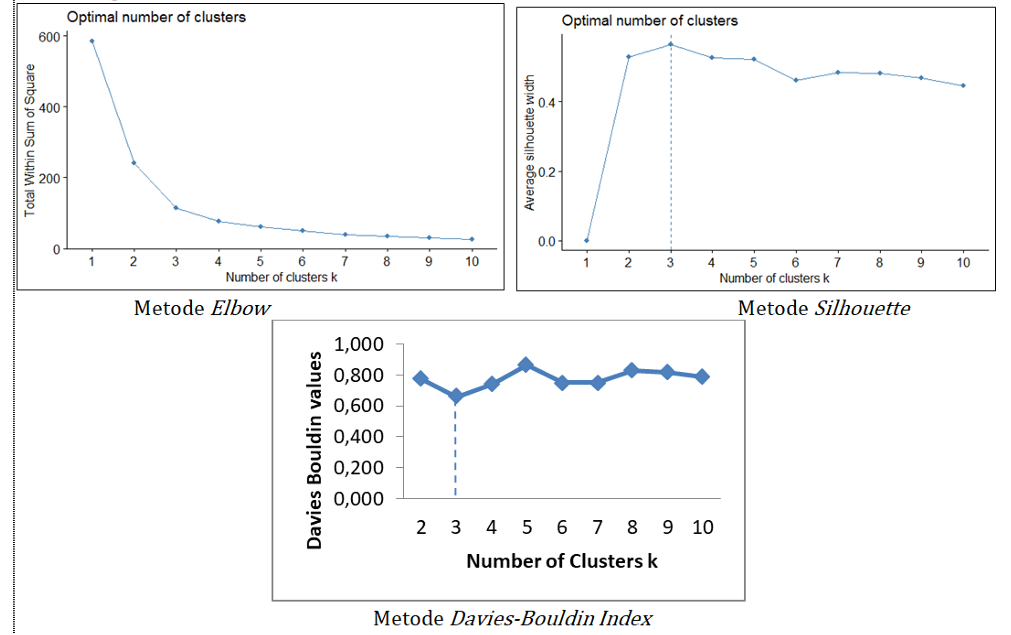 Optimal number of clusters
Total Within Sum of Square
600
400
200
0
1 2 3 4 5 6 7 8 9 10
Number of clusters k
Metode Elbow
Optimal number of clusters
Average silhouette width
0.4
0.2
0.0
1 2 3 4 5 6 7 8 9 10
Number of clusters k
Metode Silhouette
Davies Bouldin values
1,000
0,800
0,600
0,400
0,200
0,000
2 3 4 5 6 7 8 9 10
Number of Clusters k
Metode Davies-Bouldin Index